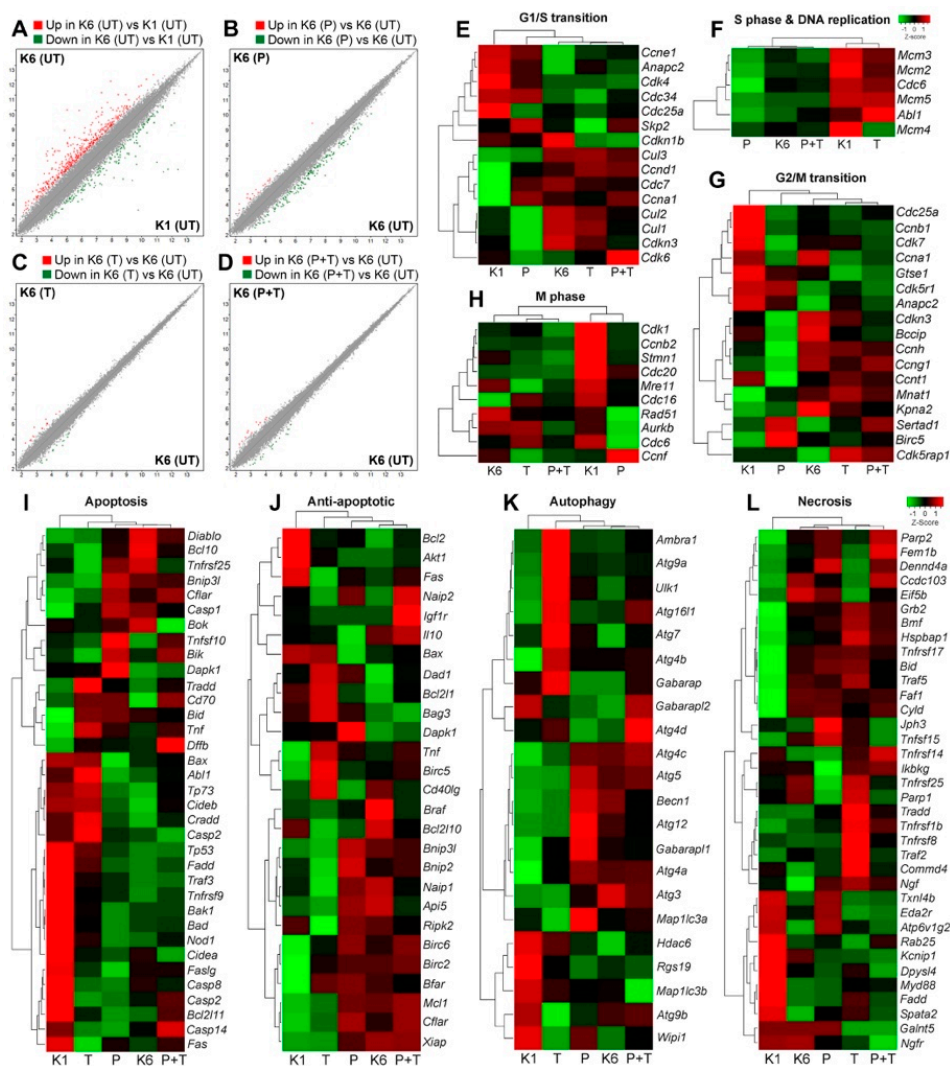 A
Up in K6 (UT) vs K1 (UT)
Down in K6 (UT) vs K1 (UT)
K6 (UT)
K1 (UT)
B
Up in K6 (P) vs K6 (UT)
Down in K6 (P) vs K6 (UT)
K6 (P)
K6 (UT)
C
Up in K6 (T) vs K6 (UT)
Down in K6 (T) vs K6 (UT)
K6 (T)
K6 (UT)
D
Up in K6 (P+T) vs K6 (UT)
Down in K6 (P+T) vs K6 (UT)
K6 (P+T)
K6 (UT)
E
G1/S transition
Ccne1
Anapc2
Cdk4
Cdc34
Cdc25a
Skp2
Cdkn1b
Cul3
Ccnd1
Cdc7
Ccna1
Cul2
Cul1
Cdkn3
Cdk6
K1 P K6 T P+T
F
S phase & DNA replication
-1 0 1
Z-score
Mcm3
Mcm2
Cdc6
Mcm5
Abl1
Mcm4
P K6 P+T K1 T
G
G2/M transition
Cdc25a
Ccnb1
Cdk7
Ccna1
Gtse1
Cdk5r1
Anapc2
Cdkn3
Bccip
Ccnh
Ccng1
Ccnt1
Mnat1
Kpna2
Sertad1
Birc5
Cdk5rap1
K1 P K6 T P+T
H
M phase
Cdk1
Ccnb2
Stmn1
Cdc20
Mre11
Cdc16
Rad51
Aurkb
Cdc6
Ccnf
K6 T P+T K1 P
I
Apoptosis
Diablo
Bcl10
Tnfrsf25
Bnip3l
Cflar
Casp1
Bok
Tnfsf10
Bik
Dapk1
Tradd
Cd70
Bid
Tnf
Dffb
Bax
Abl1
Tp73
Cideb
Cradd
Casp2
Tp53
Fadd
Traf3
Tnfrsf9
Bak1
Bad
Nod1
Cidea
Faslg
Casp8
Casp2
Bcl2l11
Casp14
Fas
K1 T P K6 P+T
J
Anti-apoptotic
Bcl2
Akt1
Fas
Naip2
Igf1r
Il10
Bax
Dad1
Bcl2l1
Bag3
Dapk1
Tnf
Birc5
Cd40lg
Braf
Bcl2l10
Bnip3l
Bnip2
Naip1
Api5
Ripk2
Birc6
Birc2
Bfar
Mcl1
Cflar
Xiap
K1 T P K6 P+T
K
Autophagy
Ambra1
Atg9a
Ulk1
Atg16l1
Atg7
Atg4b
Gabarap
Gabarapl2
Atg4d
Atg4c
Atg5
Becn1
Atg12
Gabarapl1
Atg4a
Atg3
Map1lc3a
Hdac6
Rgs19
Map1lc3b
Atg9b
Wipi1
K1 T P K6 P+T
L
Necrosis
-1 0 1
Z-Score
Parp2
Fem1b
Dennd4a
Ccdc103
Eif5b
Grb2
Bmf
Hspbap1
Tnfrsf17
Bid
Traf5
Faf1
Cyld
Jph3
Tnfsf15
Tnfrsf14
Ikbkg
Tnfrsf25
Parp1
Tradd
Tnfrsf1b
Tnfrsf8
Traf2
Commd4
Ngf
Txnl4b
Eda2r
Atp6v1g2
Rab25
Kcnip1
Dpysl4
Myd88
Fadd
Spata2
Galnt5
Ngfr
K1 K6 P T P+T